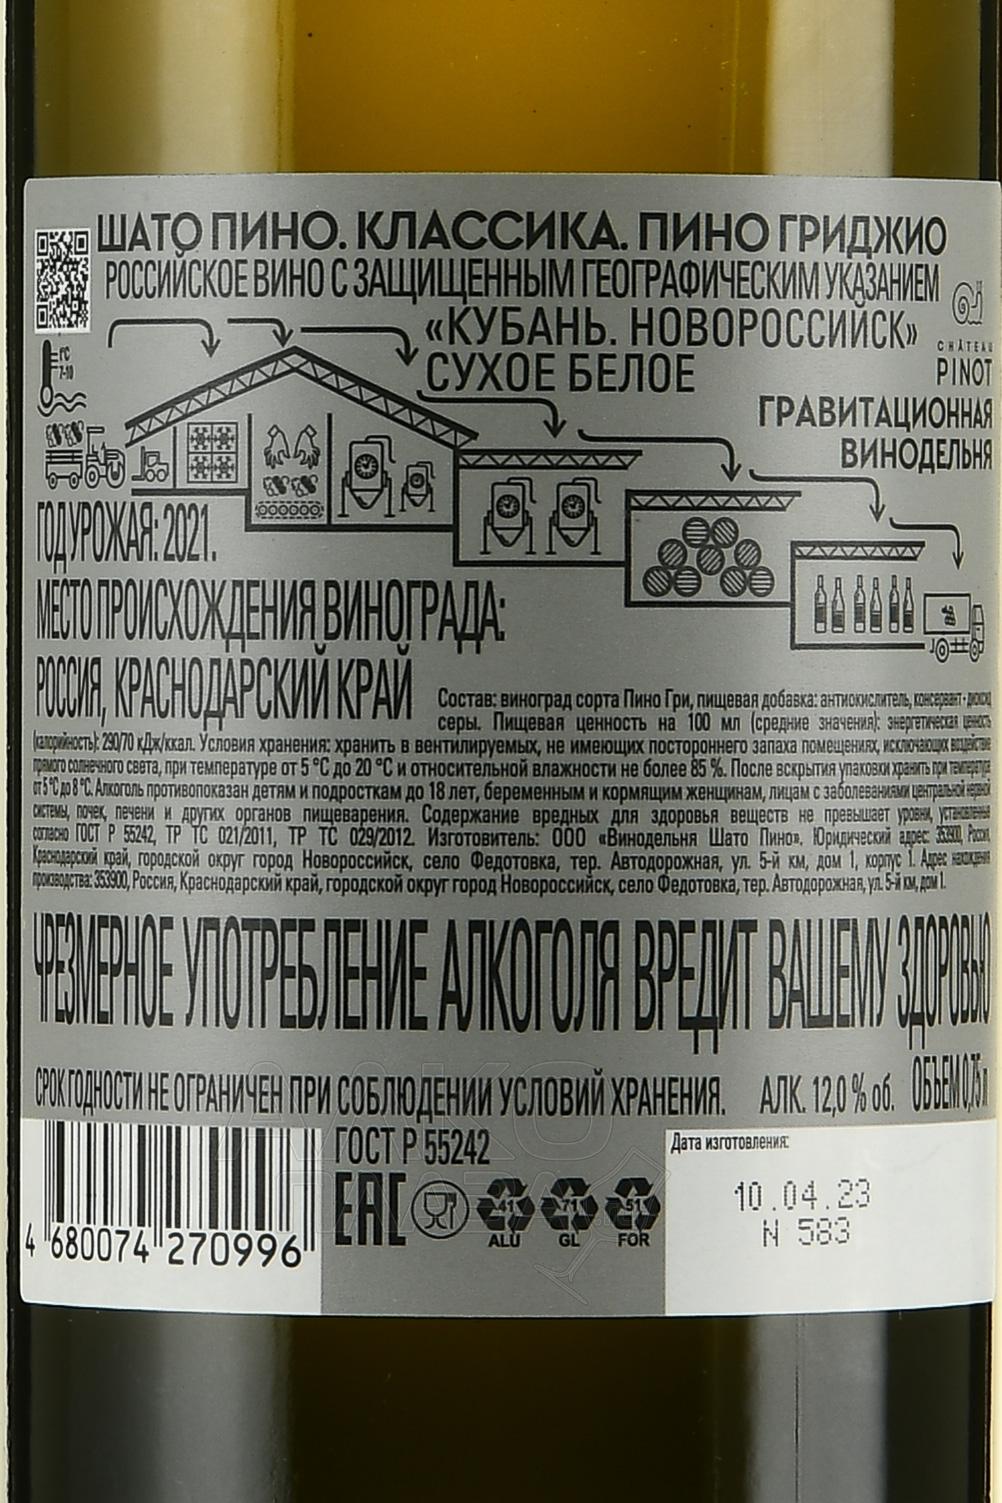 ШАТО ПИНО. КЛАССИКА. ПИНО ГРИДЖИО
РОССИЙСКОЕ ВИНО С ЗАЩИЩЕННЫМ ГЕОГРАФИЧЕСКИМ УКАЗАНИЕМ
«КУБАНЬ. НОВОРОССИЙСК»
СУХОЕ БЕЛОЕ
CHÂTEAU
PINOT
ГРАВИТАЦИОННАЯ
ВИНОДЕЛЬНЯ
t°C
7-10
ГОД УРОЖАЯ: 2021.
МЕСТО ПРОИСХОЖДЕНИЯ ВИНОГРАДА:
РОССИЯ, КРАСНОДАРСКИЙ КРАЙ
Состав: виноград сорта Пино Гри, пищевая добавка: антиокислитель, консервант - диоксид
серы. Пищевая ценность на 100 мл (средние значения): энергетическая ценность
(калорийность): 290/70 кДж/ккал. Условия хранения: хранить в вентилируемых, не имеющих постороннего запаха помещениях, исключающих воздействие
прямого солнечного света, при температуре от 5 °С до 20 °С и относительной влажности не более 85 %. После вскрытия упаковки хранить при температуре
от 5 °С до 8 °С. Алкоголь противопоказан детям и подросткам до 18 лет, беременным и кормящим женщинам, лицам с заболеваниями центральной нервной
системы, почек, печени и других органов пищеварения. Содержание вредных для здоровья веществ не превышает уровни, установленные
согласно ГОСТ Р 55242, ТР ТС 021/2011, ТР ТС 029/2012. Изготовитель: ООО «Винодельня Шато Пино». Юридический адрес: 353900, Россия,
Краснодарский край, городской округ город Новороссийск, село Федотовка, тер. Автодорожная, ул. 5-й км, дом 1, корпус 1. Адрес нахождения
производства: 353900, Россия, Краснодарский край, городской округ город Новороссийск, село Федотовка, тер. Автодорожная, ул. 5-й км, дом 1.
ЧРЕЗМЕРНОЕ УПОТРЕБЛЕНИЕ АЛКОГОЛЯ ВРЕДИТ ВАШЕМУ ЗДОРОВЬЮ
СРОК ГОДНОСТИ НЕ ОГРАНИЧЕН ПРИ СОБЛЮДЕНИИ УСЛОВИЙ ХРАНЕНИЯ. АЛК. 12,0 % об. ОБЪЕМ 0,75 л
ГОСТ Р 55242
EAC
41
ALU
71
GL
51
FOR
Дата изготовления:
10.04.23
N 583
4 680074 270996